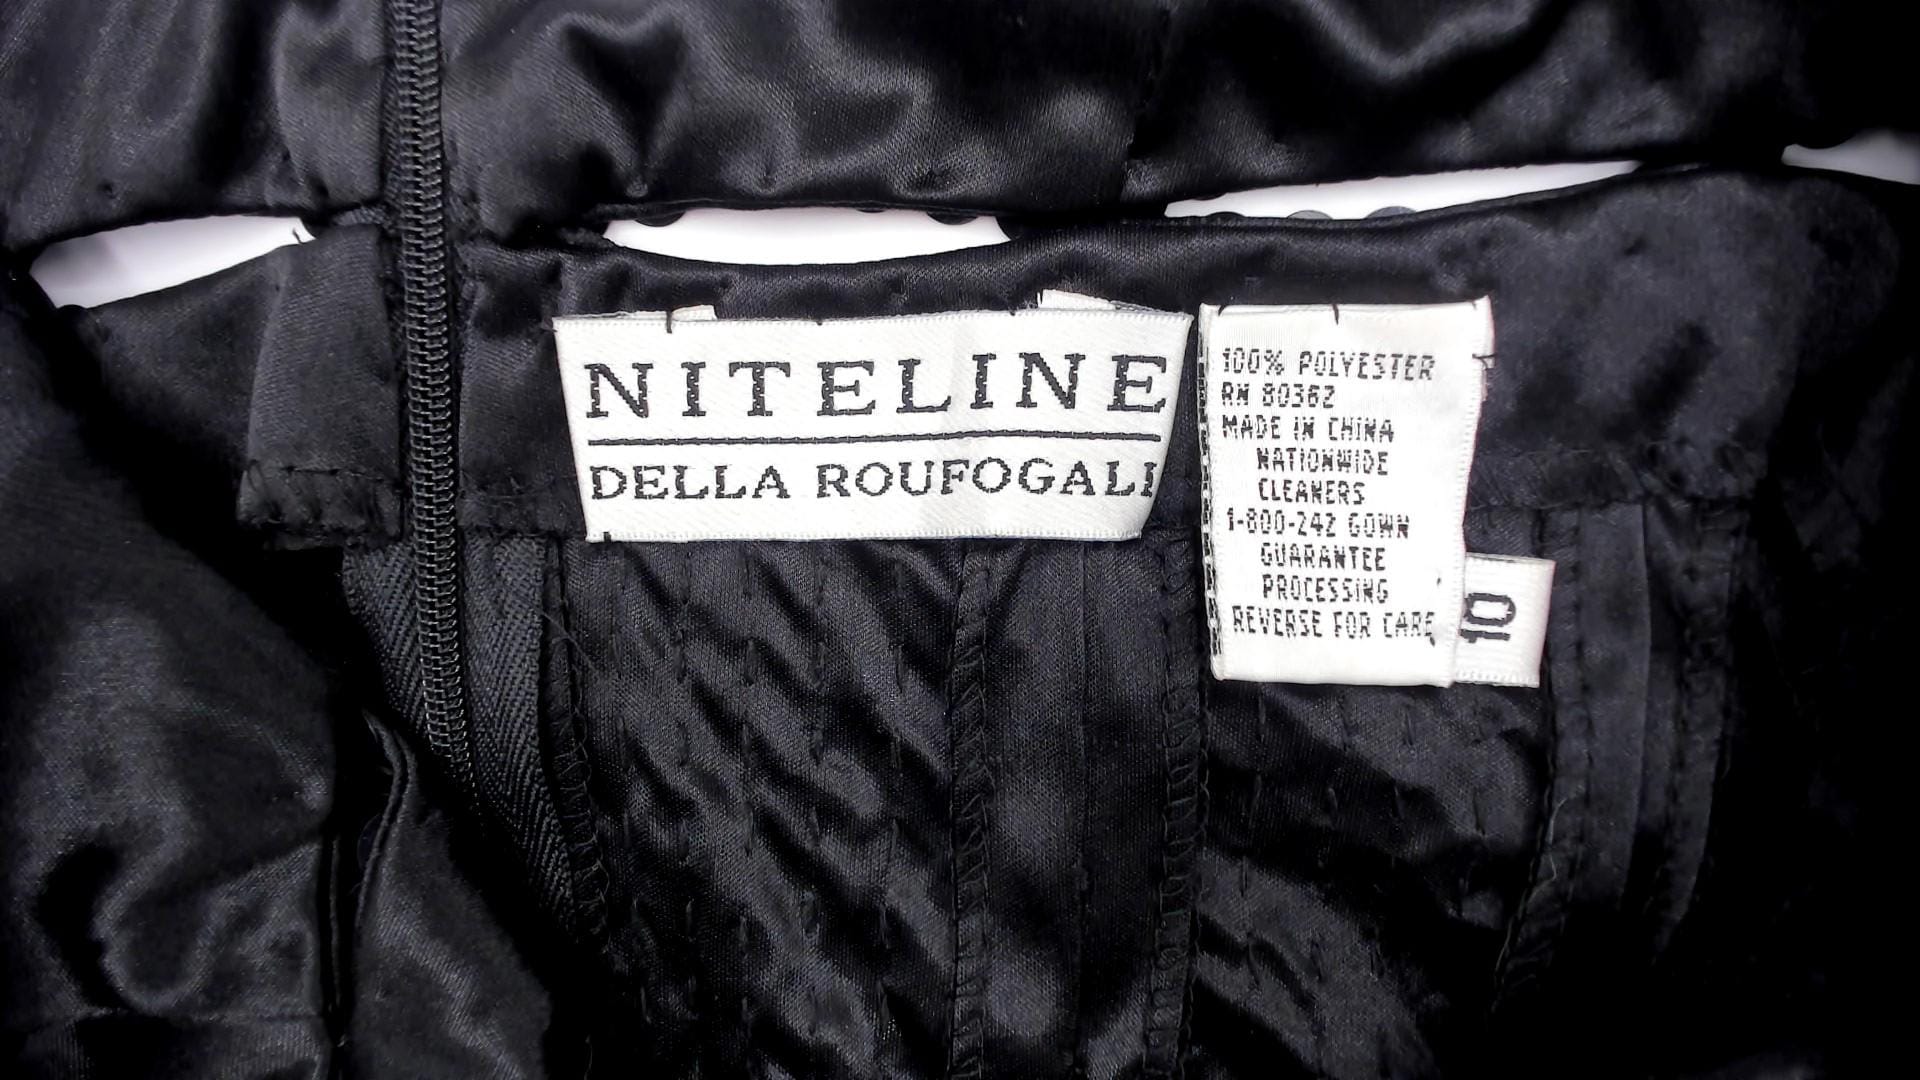 NITELINE
DELLA ROUFOGALI
100% POLYESTER
RN 80362
MADE IN CHINA
NATIONWIDE
CLEANERS
1-800-242 GOWN
GUARANTEE
PROCESSING
REVERSE FOR CARE
10